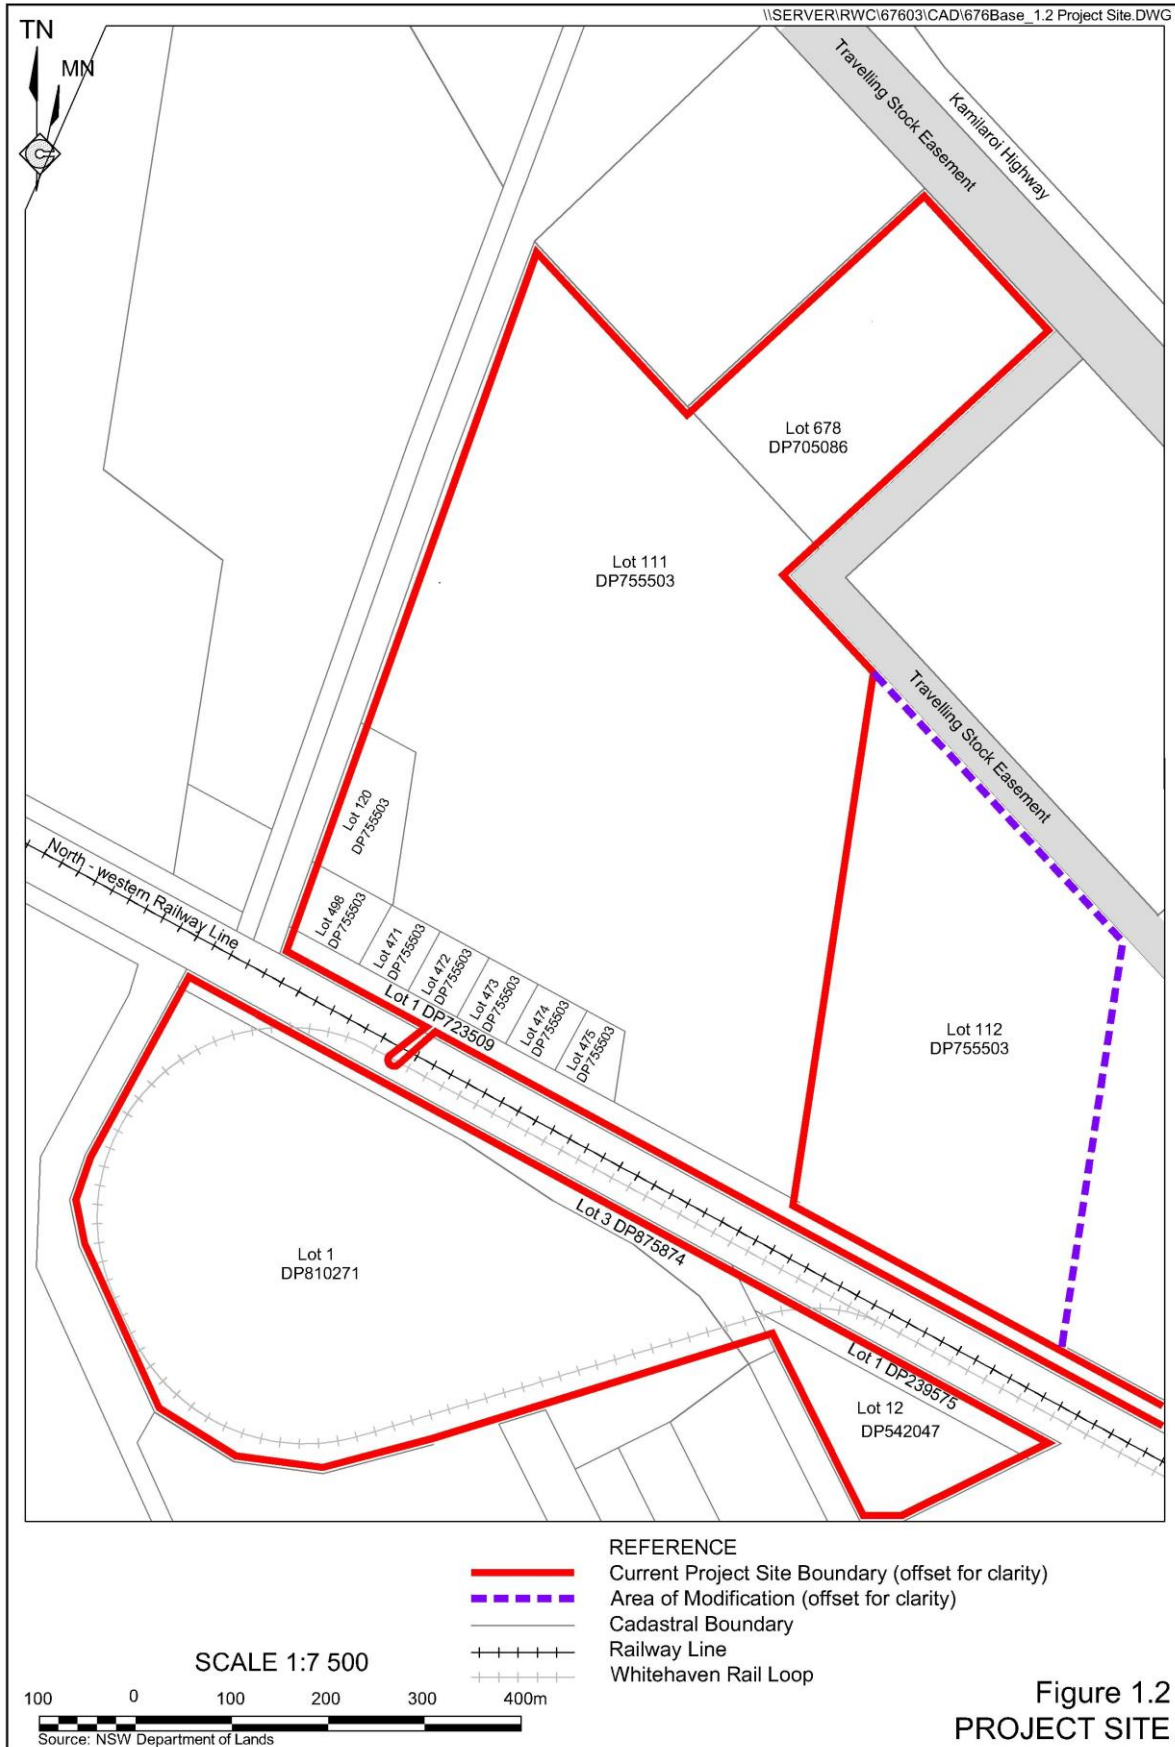 \\SERVER\RWC\67603\CAD\676Base_1.2 Project Site.DWG
TN
MN
Travelling Stock Easement
Kamilaroi Highway
Lot 678
DP705086
Lot 111
DP755503
Travelling Stock Easement
Lot 120
DP755503
North - western Railway Line
Lot 498
DP755503
Lot 471
DP755503
Lot 472
DP755503
Lot 473
DP755503
Lot 474
DP755503
Lot 475
DP755503
Lot 1 DP723509
Lot 112
DP755503
Lot 3 DP875874
Lot 1
DP810271
Lot 1 DP239575
Lot 12
DP542047
REFERENCE
Current Project Site Boundary (offset for clarity)
Area of Modification (offset for clarity)
Cadastral Boundary
Railway Line
Whitehaven Rail Loop
SCALE 1:7 500
100 0 100 200 300 400m
Source: NSW Department of Lands
Figure 1.2
PROJECT SITE